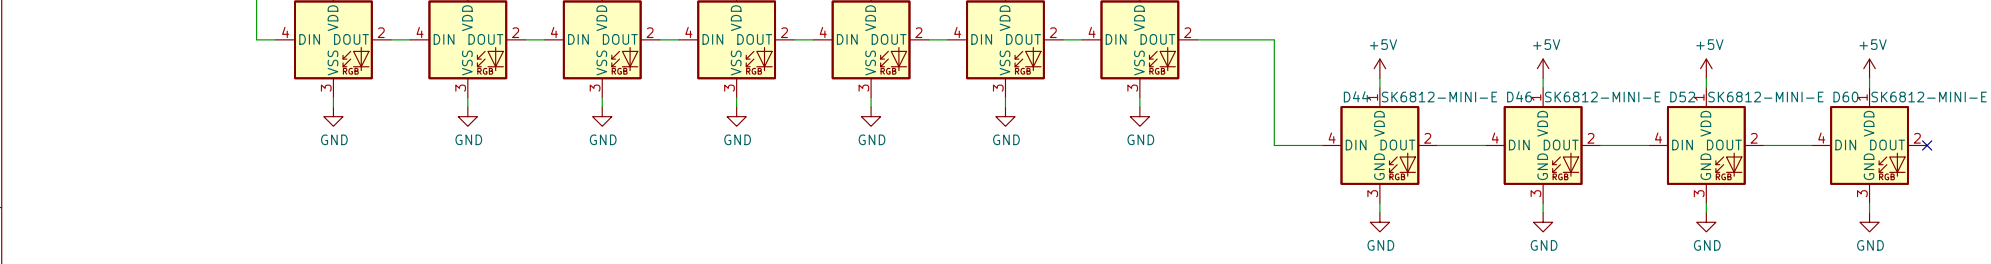 4 DIN VDD DOUT 2 VSS RGB 3 GND
4 DIN VDD DOUT 2 VSS RGB 3 GND
4 DIN VDD DOUT 2 VSS RGB 3 GND
4 DIN VDD DOUT 2 VSS RGB 3 GND
4 DIN VDD DOUT 2 VSS RGB 3 GND
4 DIN VDD DOUT 2 VSS RGB 3 GND
4 DIN VDD DOUT 2 VSS RGB 3 GND
+5V
D44 1 SK6812-MINI-E
4 DIN VDD DOUT 2 GND RGB 3 GND
+5V
D46 1 SK6812-MINI-E
4 DIN VDD DOUT 2 GND RGB 3 GND
+5V
D52 1 SK6812-MINI-E
4 DIN VDD DOUT 2 GND RGB 3 GND
+5V
D60 1 SK6812-MINI-E
4 DIN VDD DOUT 2 GND RGB 3 GND